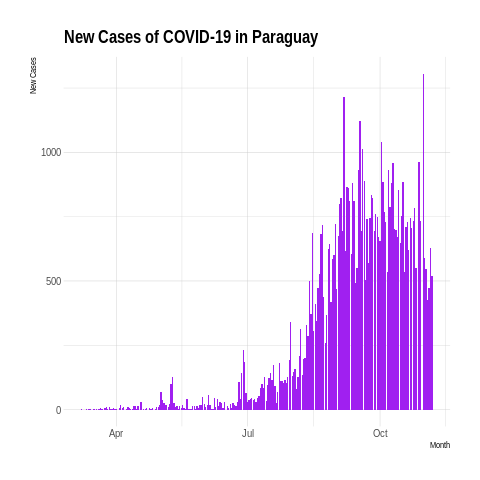 New Cases of COVID-19 in Paraguay
New Cases
1000
500
0
Apr Jul Oct
Month